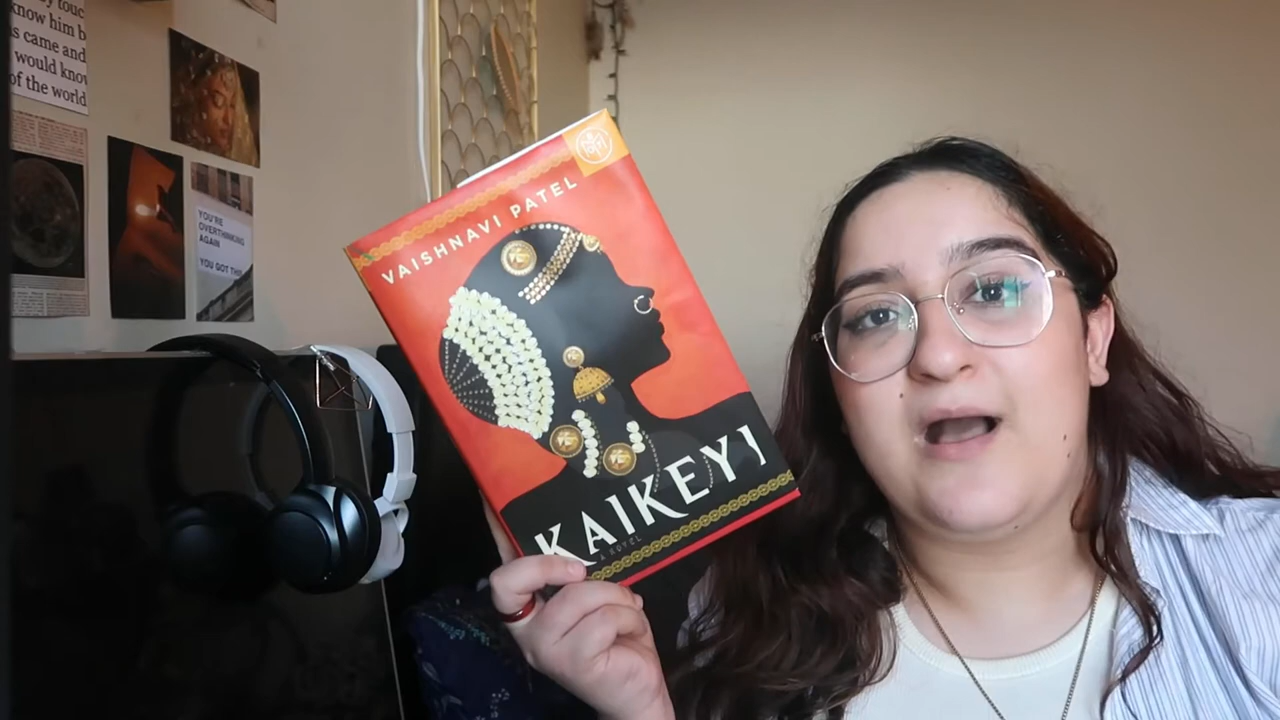 know him b
s came and
would know
of the world
YOU'RE
OVERTHINKING
AGAIN
YOU GOT THIS
VAISHNAVI PATEL
KAIKEYI
A NOVEL